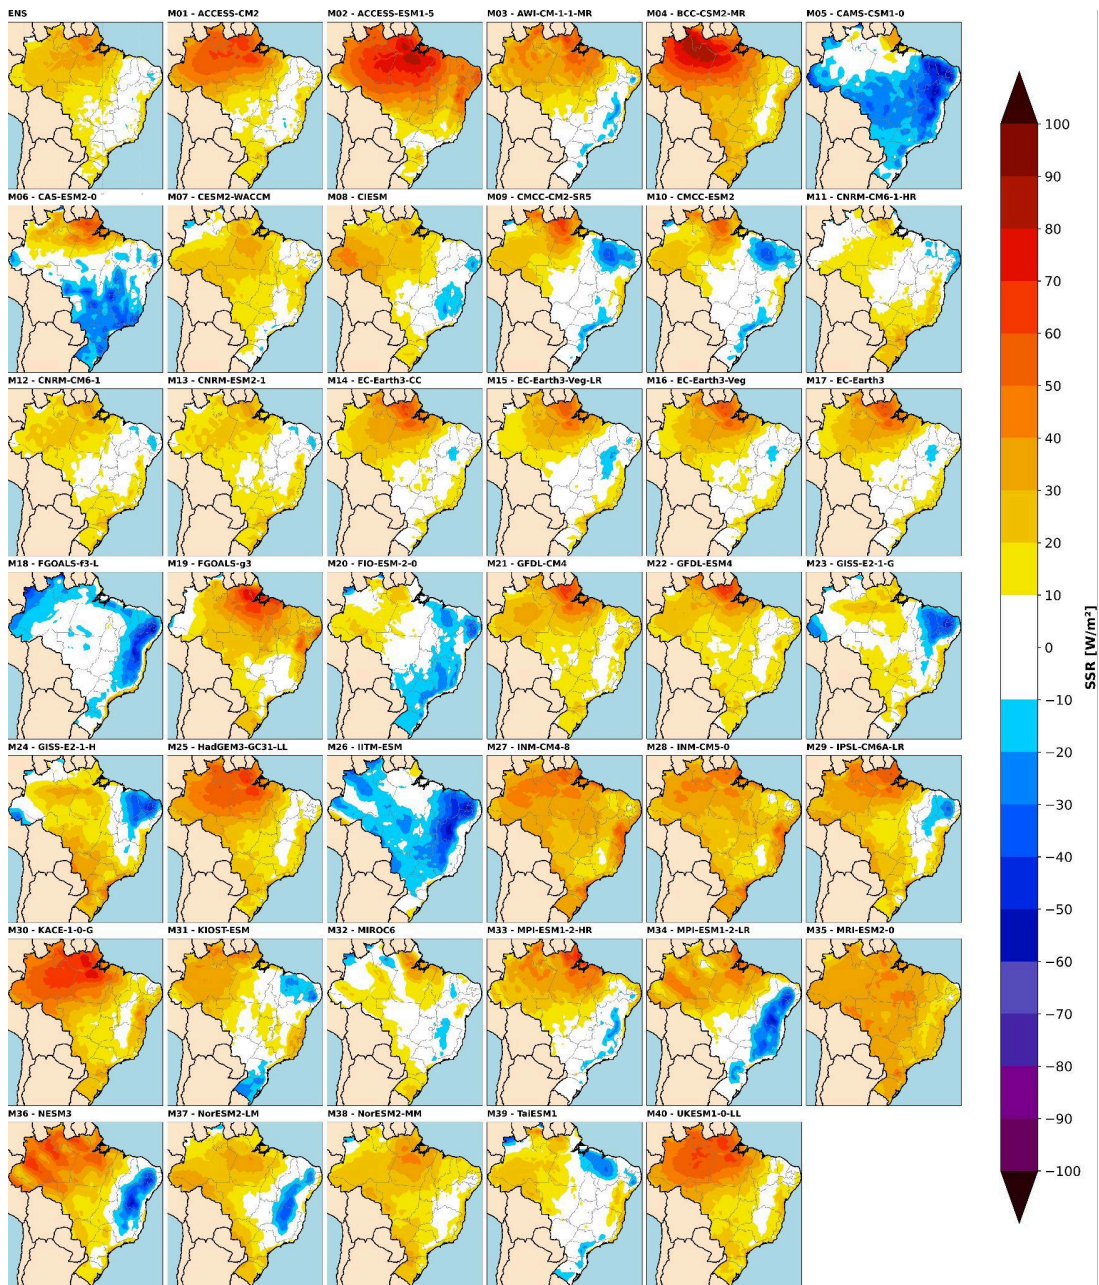 ENS M01 - ACCESS-CM2 M02 - ACCESS-ESM1-5 M03 - AWI-CM-1-1-MR M04 - BCC-CSM2-MR M05 - CAMS-CSM1-0
M06 - CAS-ESM2-0 M07 - CESM2-WACCM M08 - CIESM M09 - CMCC-CM2-SR5 M10 - CMCC-ESM2 M11 - CNRM-CM6-1-HR
M12 - CNRM-CM6-1 M13 - CNRM-ESM2-1 M14 - EC-Earth3-CC M15 - EC-Earth3-Veg-LR M16 - EC-Earth3-Veg M17 - EC-Earth3
M18 - FGOALS-f3-L M19 - FGOALS-g3 M20 - FIO-ESM-2-0 M21 - GFDL-CM4 M22 - GFDL-ESM4 M23 - GISS-E2-1-G
M24 - GISS-E2-1-H M25 - HadGEM3-GC31-LL M26 - IITM-ESM M27 - INM-CM4-8 M28 - INM-CM5-0 M29 - IPSL-CM6A-LR
M30 - KACE-1-0-G M31 - KIOST-ESM M32 - MIROC6 M33 - MPI-ESM1-2-HR M34 - MPI-ESM1-2-LR M35 - MRI-ESM2-0
M36 - NESM3 M37 - NorESM2-LM M38 - NorESM2-MM M39 - TaiESM1 M40 - UKESM1-0-LL
100
90
80
70
60
50
40
30
20
10
0
−10
−20
−30
−40
−50
−60
−70
−80
−90
−100
SSR [W/m²]